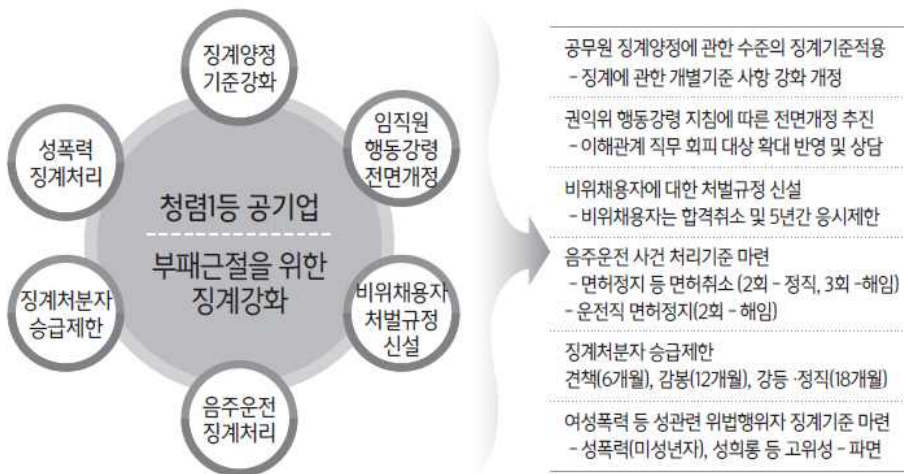 징계양정
기준강화
임직원
행동강령
전면개정
비위채용자
처벌규정
신설
음주운전
징계처리
징계처분자
승급제한
성폭력
징계처리
청렴1등 공기업
부패근절을 위한
징계강화
공무원 징계양정에 관한 수준의 징계기준적용
- 징계에 관한 개별기준 사항 강화 개정
권익위 행동강령 지침에 따른 전면개정 추진
- 이해관계 직무 회피 대상 확대 반영 및 상담
비위채용자에 대한 처벌규정 신설
- 비위채용자는 합격취소 및 5년간 응시제한
음주운전 사건 처리기준 마련
- 면허정지 등 면허취소 (2회 - 정직, 3회 -해임)
- 운전직 면허정지(2회 - 해임)
징계처분자 승급제한
견책(6개월), 감봉(12개월), 강등 ·정직(18개월)
여성폭력 등 성관련 위법행위자 징계기준 마련
- 성폭력(미성년자), 성희롱 등 고위성 - 파면